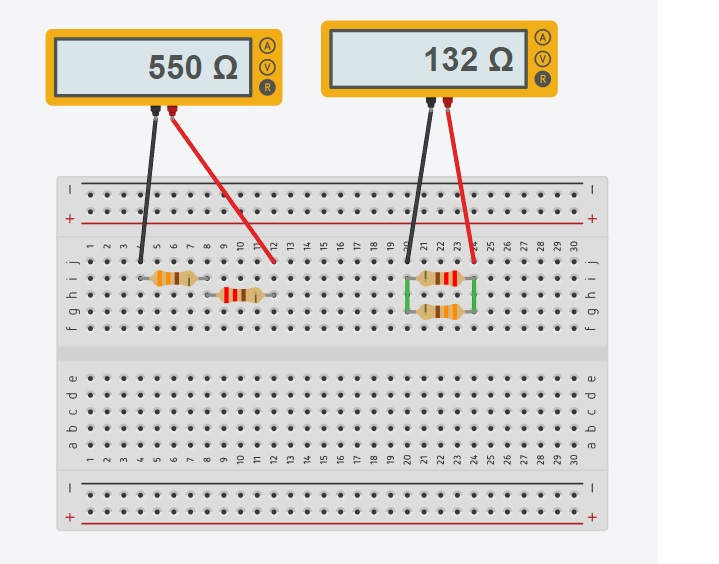 550 Ω A
V
R
132 Ω A
V
R
− −
+ +
1 2 3 4 5 6 7 8 9 10 11 12 13 14 15 16 17 18 19 20 21 22 23 24 25 26 27 28 29 30
j j
i i
h h
g g
f f
e e
d d
c c
b b
a a
1 2 3 4 5 6 7 8 9 10 11 12 13 14 15 16 17 18 19 20 21 22 23 24 25 26 27 28 29 30
− −
+ +